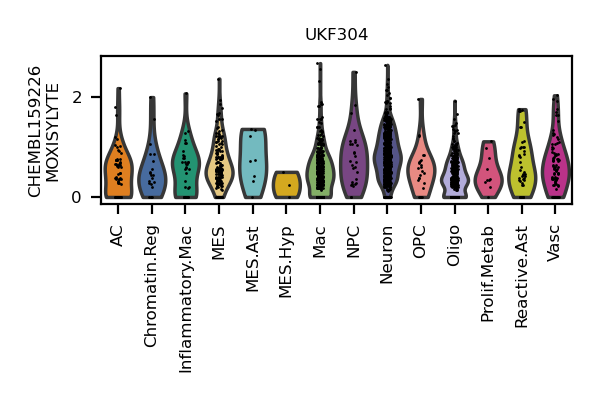 UKF304
CHEMBL159226
MOXISYLYTE
2
0
AC
Chromatin.Reg
Inflammatory.Mac
MES
MES.Ast
MES.Hyp
Mac
NPC
Neuron
OPC
Oligo
Prolif.Metab
Reactive.Ast
Vasc